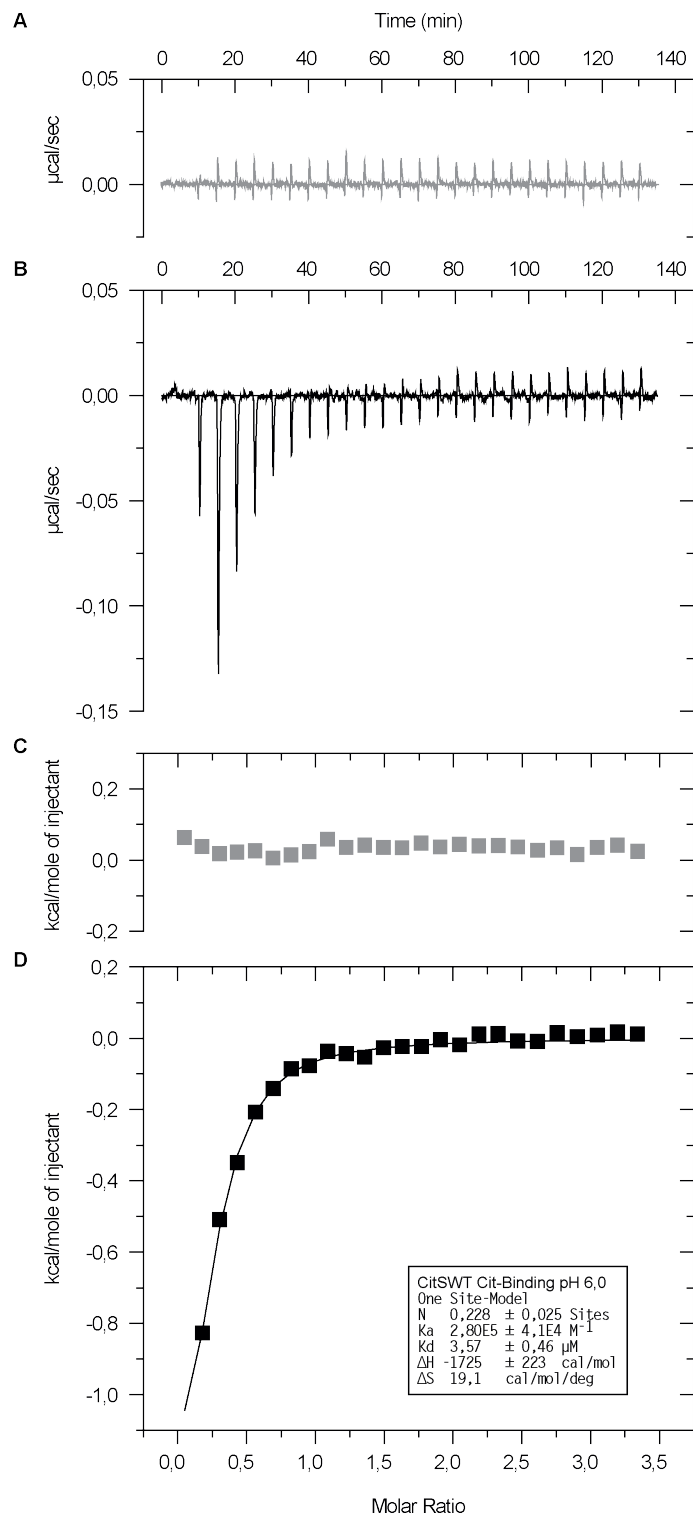 A
Time (min)
0 20 40 60 80 100 120 140
0,05
0,00
µcal/sec
B
0 20 40 60 80 100 120 140
0,05
0,00
-0,05
-0,10
-0,15
µcal/sec
C
0,2
0,0
-0,2
kcal/mole of injectant
D
0,2
0,0
-0,2
-0,4
-0,6
-0,8
-1,0
kcal/mole of injectant
CitSWT Cit-Binding pH 6,0
One Site-Model
N 0,228 ± 0,025 Sites
Ka 2,80E5 ± 4,1E4 M⁻¹
Kd 3,57 ± 0,46 µM
ΔH -1725 ± 223 cal/mol
ΔS 19,1 cal/mol/deg
0,0 0,5 1,0 1,5 2,0 2,5 3,0 3,5
Molar Ratio